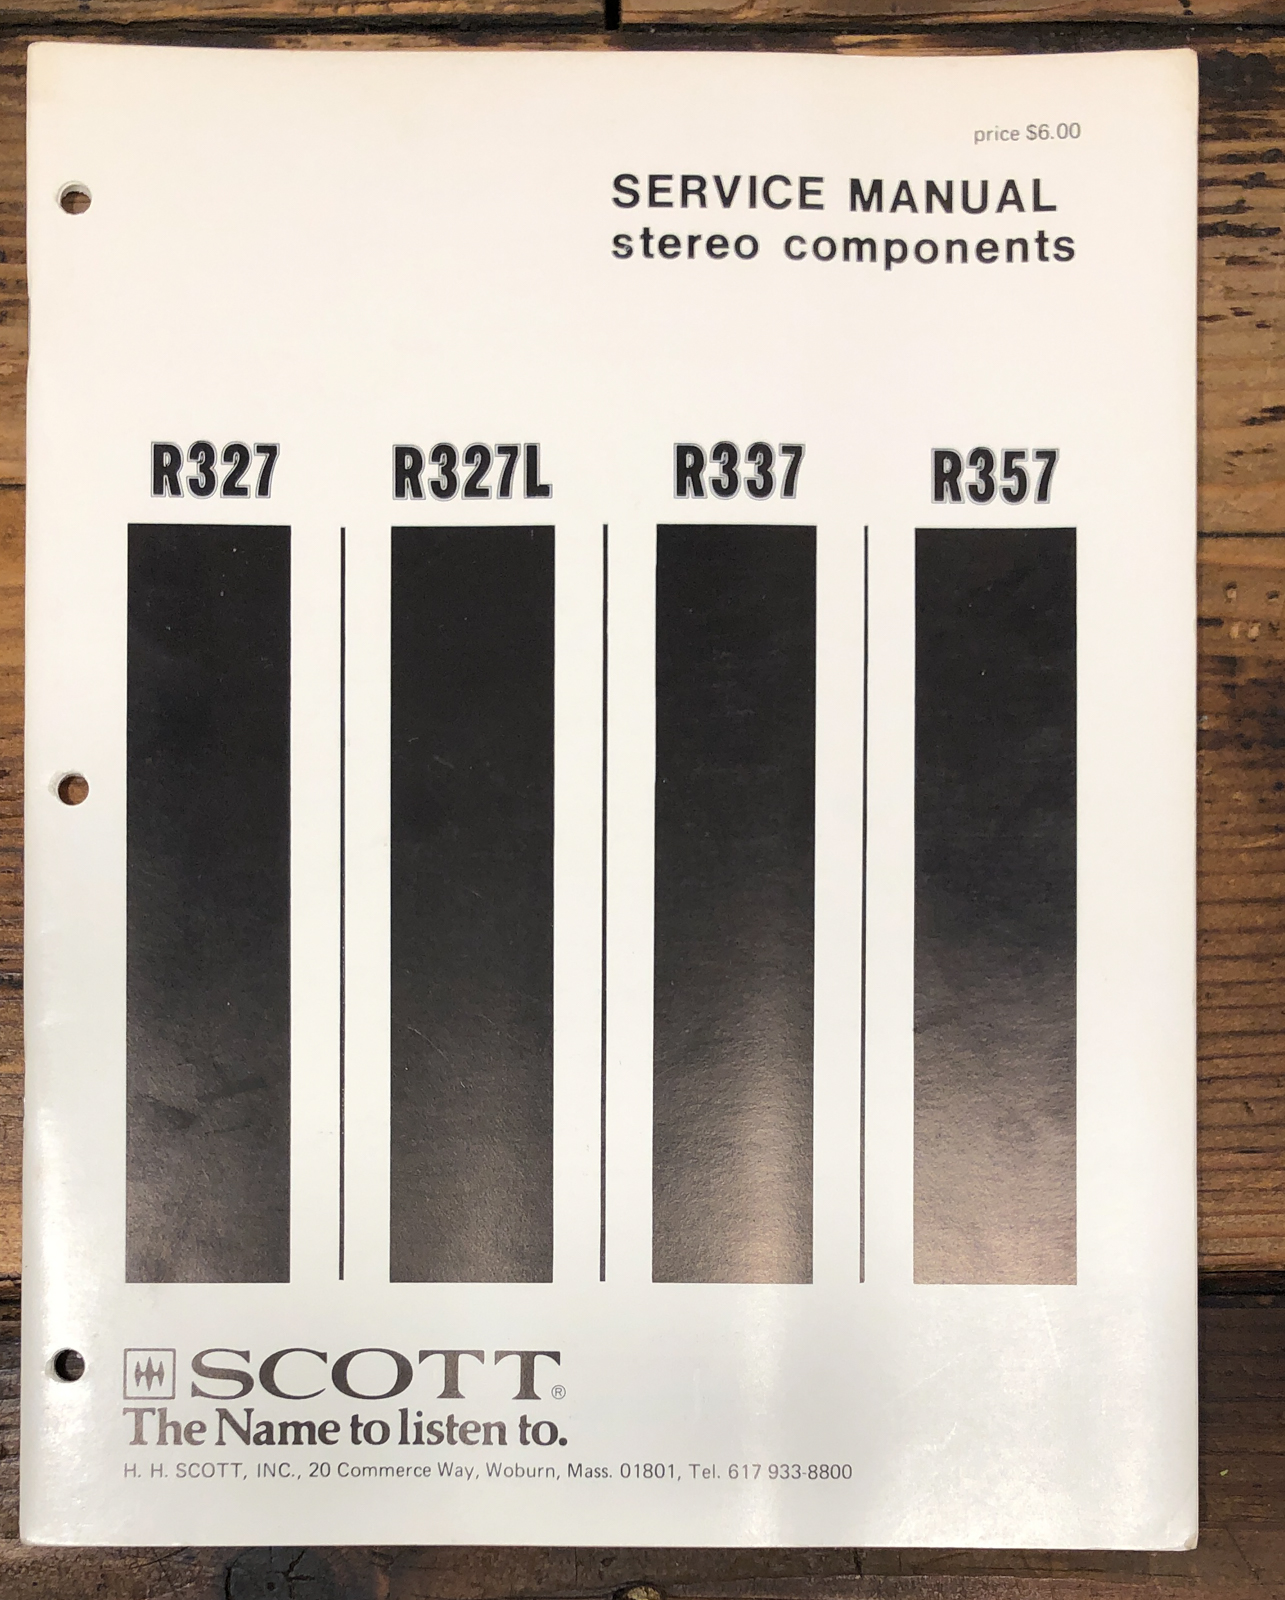 price $6.00
SERVICE MANUAL
stereo components
R327 R327L R337 R357
SCOTT®
The Name to listen to.
H. H. SCOTT, INC., 20 Commerce Way, Woburn, Mass. 01801, Tel. 617 933-8800